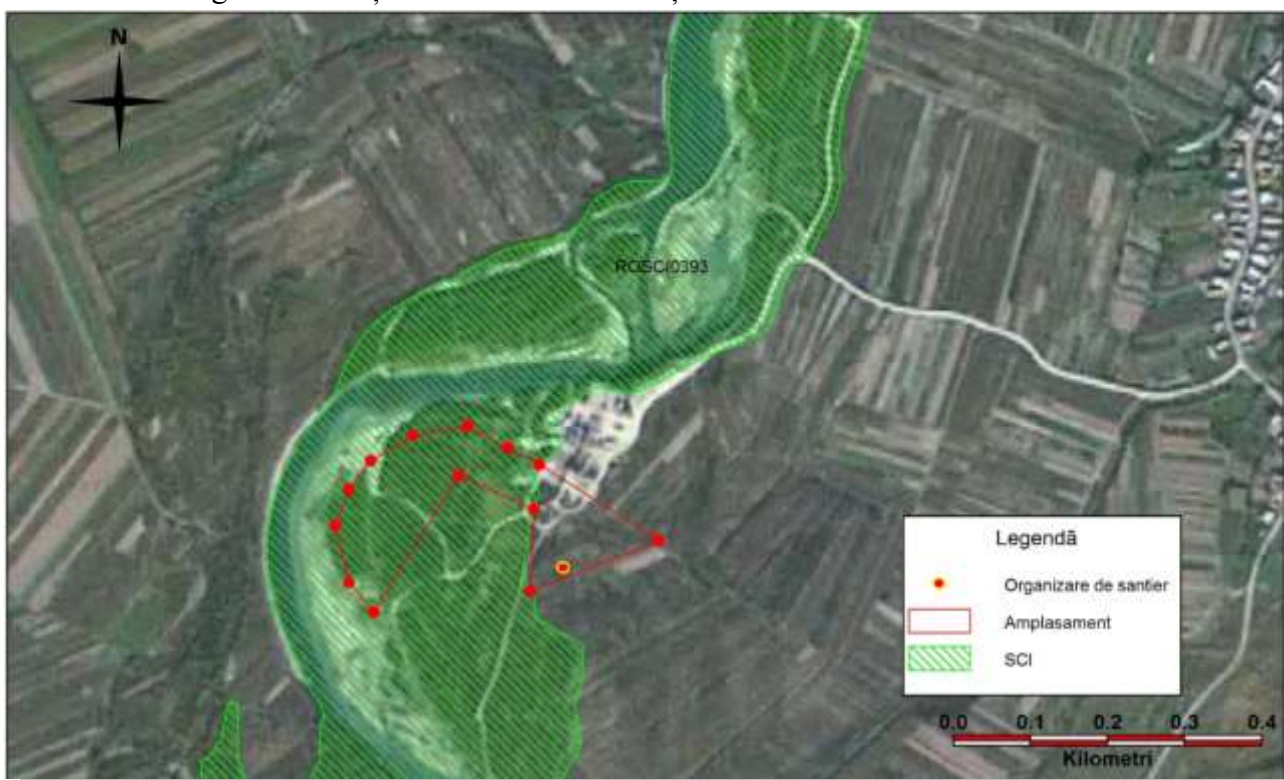 N
ROSCI0393
Legendă
Organizare de santier
Amplasament
SCI
0.0 0.1 0.2 0.3 0.4
Kilometri